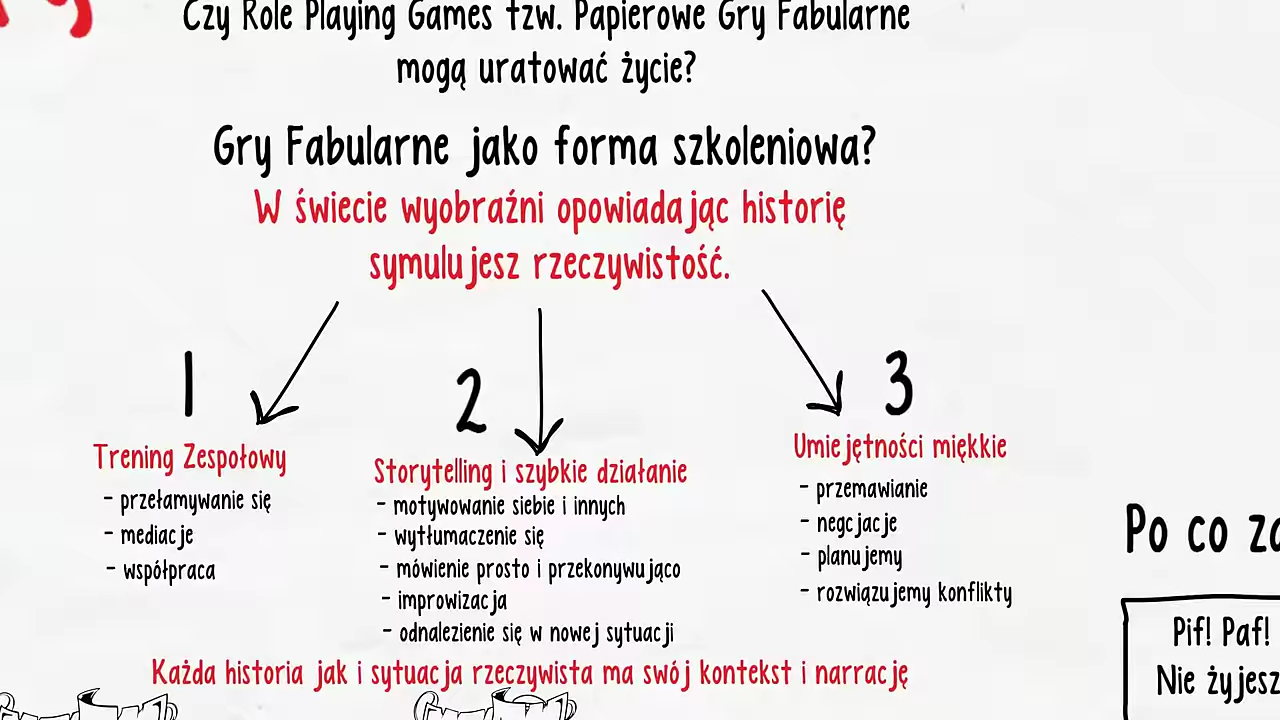 Czy Role Playing Games tzw. Papierowe Gry Fabularne
mogą uratować życie?
Gry Fabularne jako forma szkoleniowa?
W świecie wyobraźni opowiadając historię
symulujesz rzeczywistość.
1
Trening Zespołowy
- przełamywanie się
- mediacje
- współpraca
2
Storytelling i szybkie działanie
- motywowanie siebie i innych
- wytłumaczenie się
- mówienie prosto i przekonywująco
- improwizacja
- odnalezienie się w nowej sytuacji
3
Umiejętności miękkie
- przemawianie
- negcjacje
- planujemy
- rozwiązujemy konflikty
Każda historia jak i sytuacja rzeczywista ma swój kontekst i narrację
Po co
Pif! Paf!
Nie żyjesz